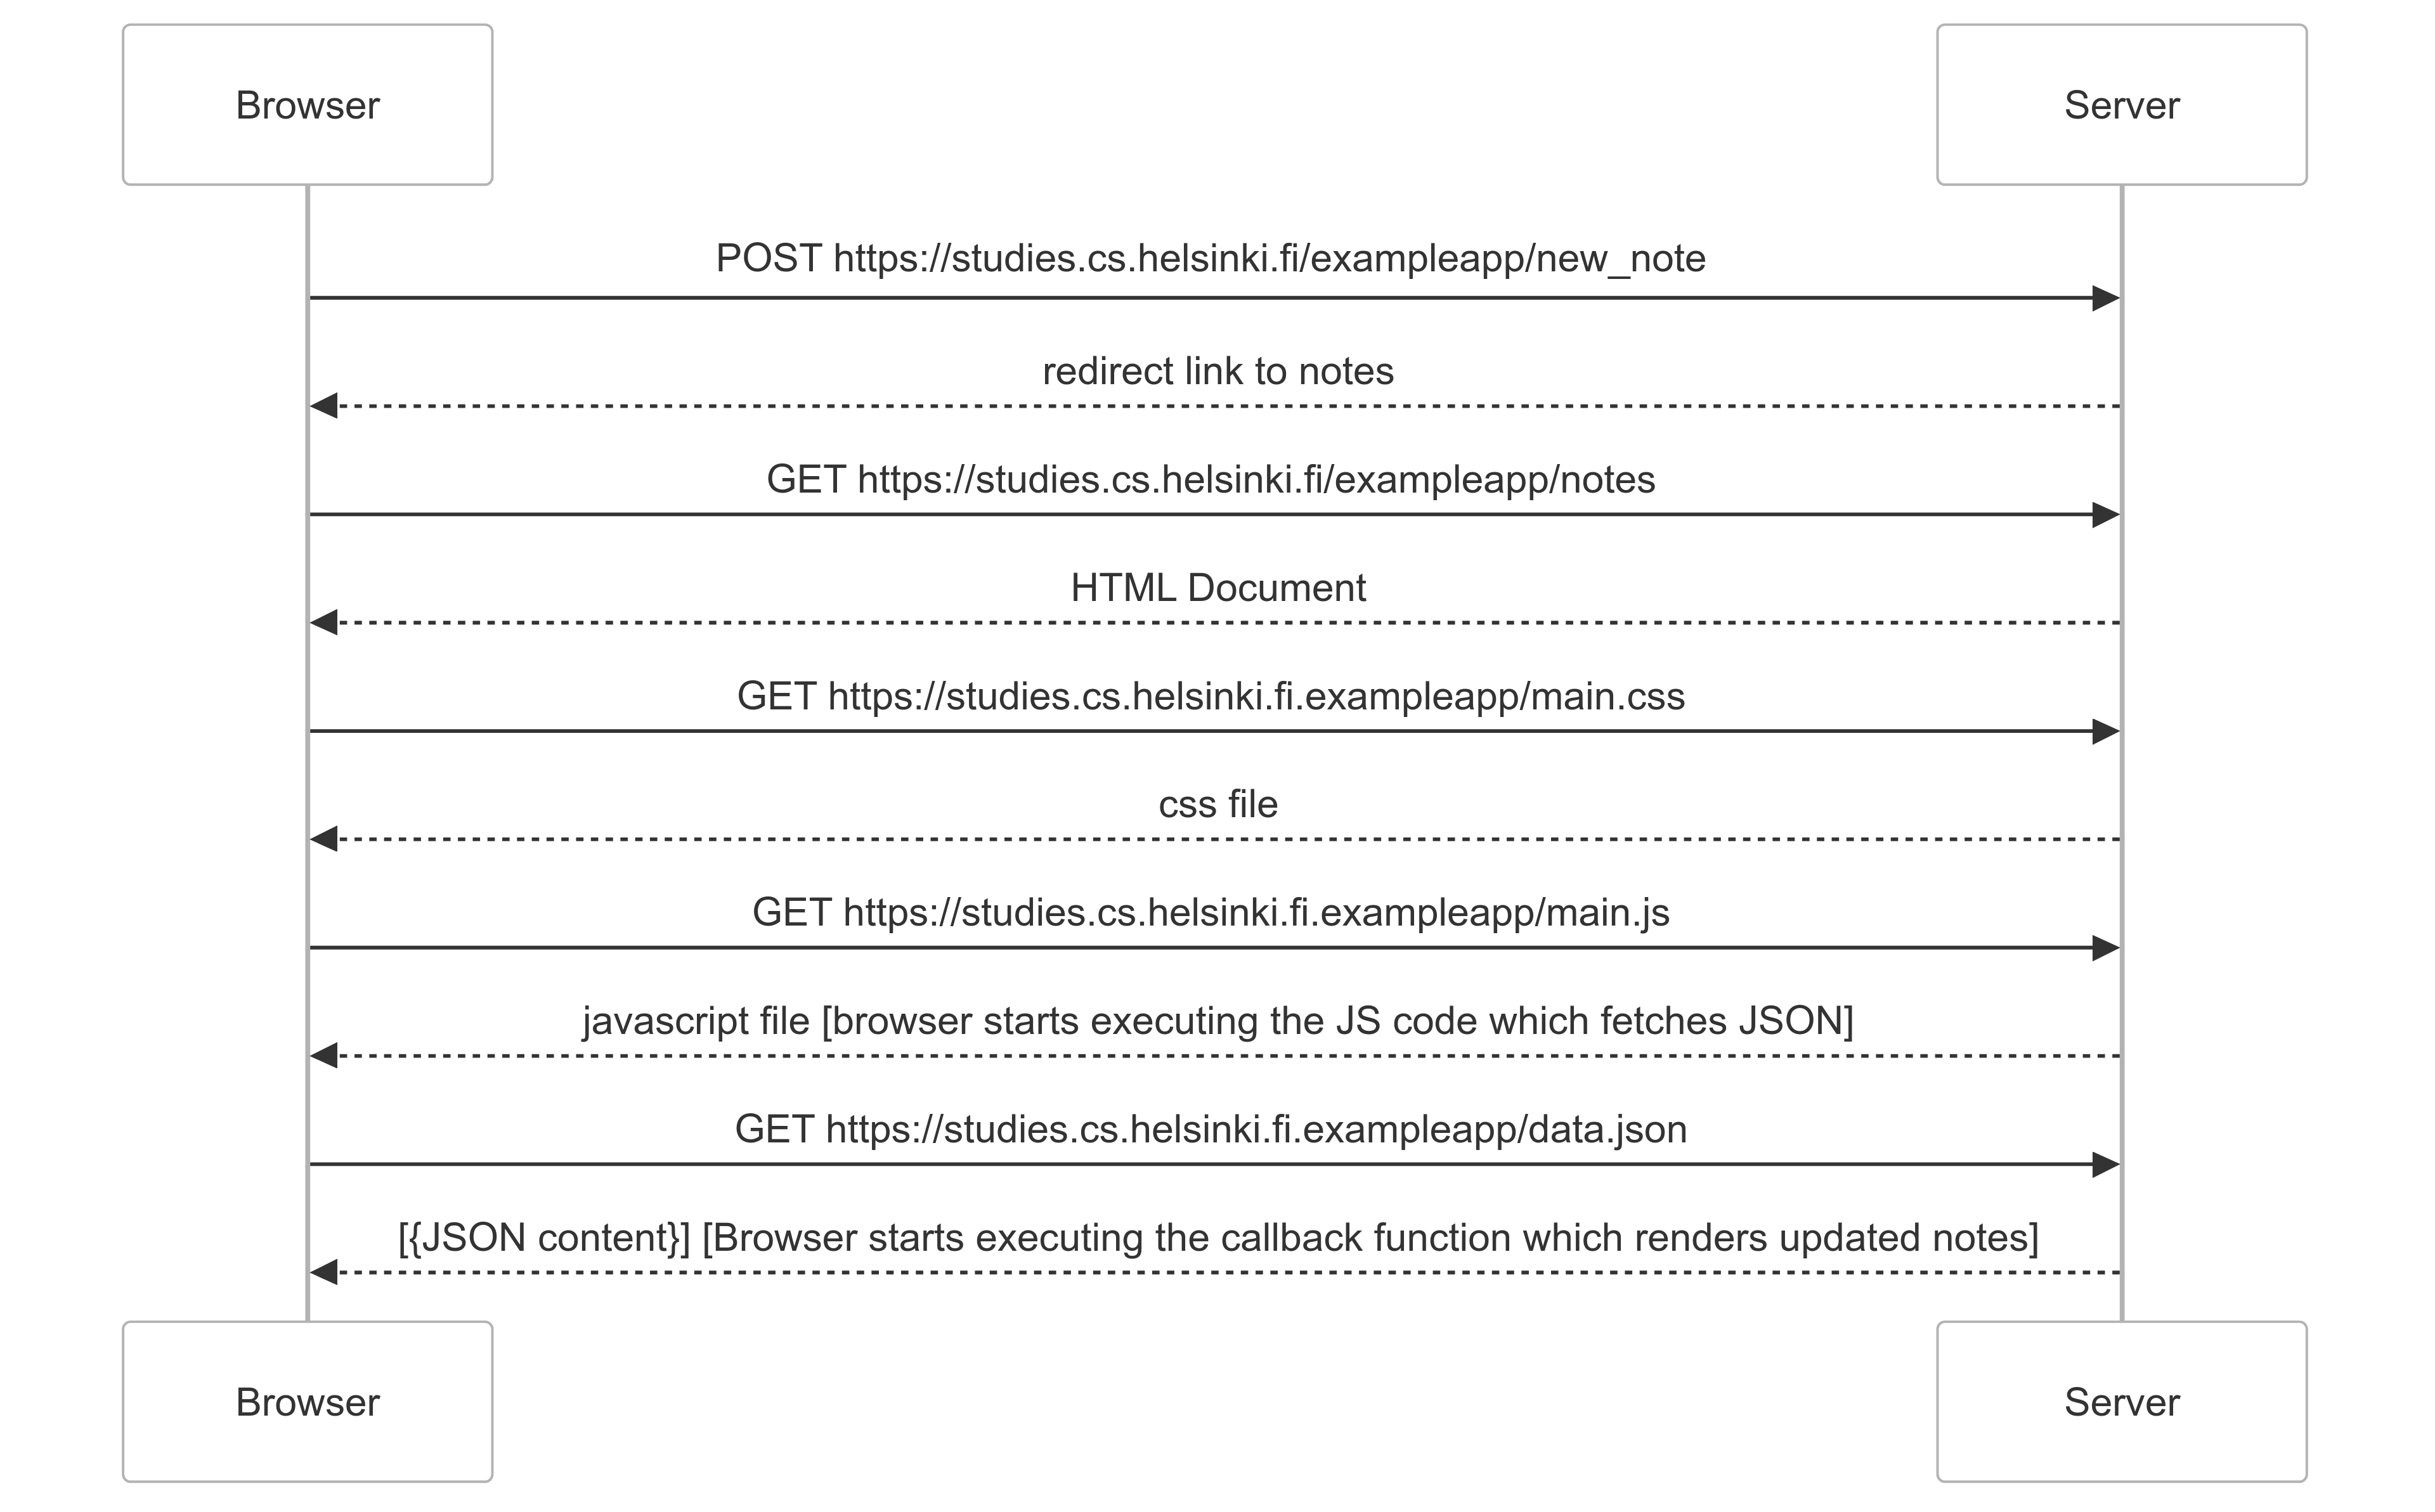 Browser
Server
POST https://studies.cs.helsinki.fi/exampleapp/new_note
redirect link to notes
GET https://studies.cs.helsinki.fi/exampleapp/notes
HTML Document
GET https://studies.cs.helsinki.fi.exampleapp/main.css
css file
GET https://studies.cs.helsinki.fi.exampleapp/main.js
javascript file [browser starts executing the JS code which fetches JSON]
GET https://studies.cs.helsinki.fi.exampleapp/data.json
[{JSON content}] [Browser starts executing the callback function which renders updated notes]
Browser
Server